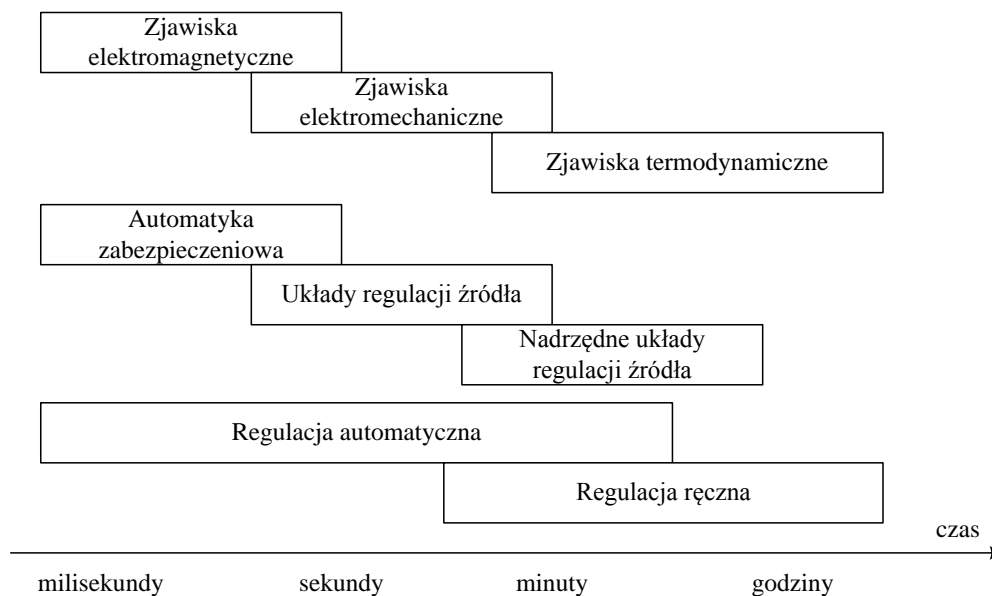 Zjawiska
elektromagnetyczne
Zjawiska
elektromechaniczne
Zjawiska termodynamiczne
Automatyka
zabezpieczeniowa
Układy regulacji źródła
Nadrzędne układy
regulacji źródła
Regulacja automatyczna
Regulacja ręczna
czas
milisekundy sekundy minuty godziny